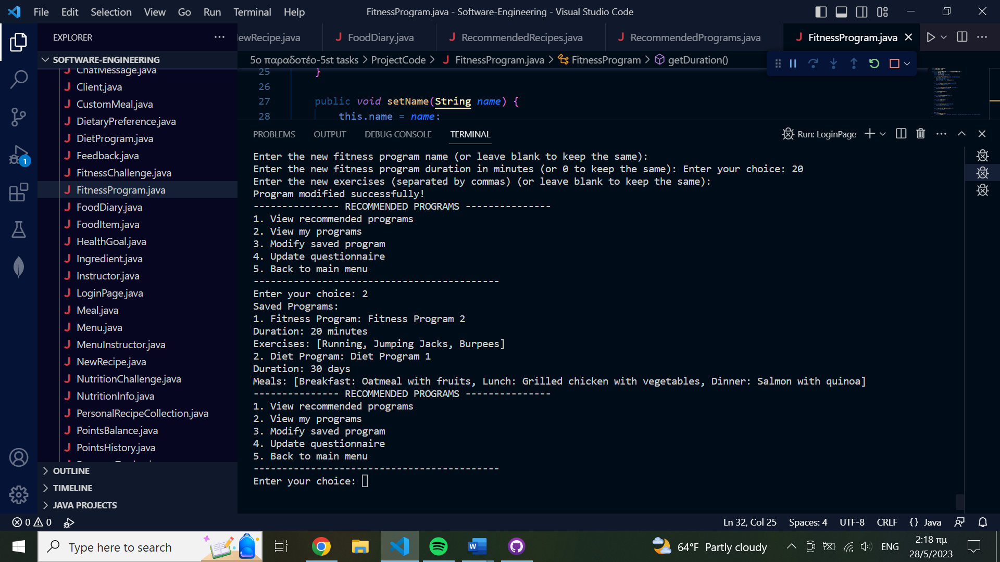 File Edit Selection View Go Run Terminal Help
FitnessProgram.java - Software-Engineering - Visual Studio Code
EXPLORER
ewRecipe.java
FoodDiary.java
RecommendedRecipes.java
RecommendedPrograms.java
FitnessProgram.java
SOFTWARE-ENGINEERING
5ο παραδοτέο-5st tasks > ProjectCode > FitnessProgram.java > FitnessProgram > getDuration()
ChatMessage.java
Client.java
CustomMeal.java
DietaryPreference.java
DietProgram.java
Feedback.java
FitnessChallenge.java
FitnessProgram.java
FoodDiary.java
FoodItem.java
HealthGoal.java
Ingredient.java
Instructor.java
LoginPage.java
Meal.java
Menu.java
MenuInstructor.java
NewRecipe.java
NutritionChallenge.java
NutritionInfo.java
PersonalRecipeCollection.java
PointsBalance.java
PointsHistory.java
OUTLINE
TIMELINE
JAVA PROJECTS
1
25 }
26
27 public void setName(String name) {
28 this.name = name;
PROBLEMS OUTPUT DEBUG CONSOLE TERMINAL
Run: LoginPage
Enter the new fitness program name (or leave blank to keep the same):
Enter the new fitness program duration in minutes (or 0 to keep the same): Enter your choice: 20
Enter the new exercises (separated by commas) (or leave blank to keep the same):
Program modified successfully!
--------------- RECOMMENDED PROGRAMS ---------------
1. View recommended programs
2. View my programs
3. Modify saved program
4. Update questionnaire
5. Back to main menu
-------------------------------------------
Enter your choice: 2
Saved Programs:
1. Fitness Program: Fitness Program 2
Duration: 20 minutes
Exercises: [Running, Jumping Jacks, Burpees]
2. Diet Program: Diet Program 1
Duration: 30 days
Meals: [Breakfast: Oatmeal with fruits, Lunch: Grilled chicken with vegetables, Dinner: Salmon with quinoa]
--------------- RECOMMENDED PROGRAMS ---------------
1. View recommended programs
2. View my programs
3. Modify saved program
4. Update questionnaire
5. Back to main menu
-------------------------------------------
Enter your choice:
0 0
Ln 32, Col 25 Spaces: 4 UTF-8 CRLF {} Java
Type here to search
64°F Partly cloudy
ENG
2:18 πμ
28/5/2023